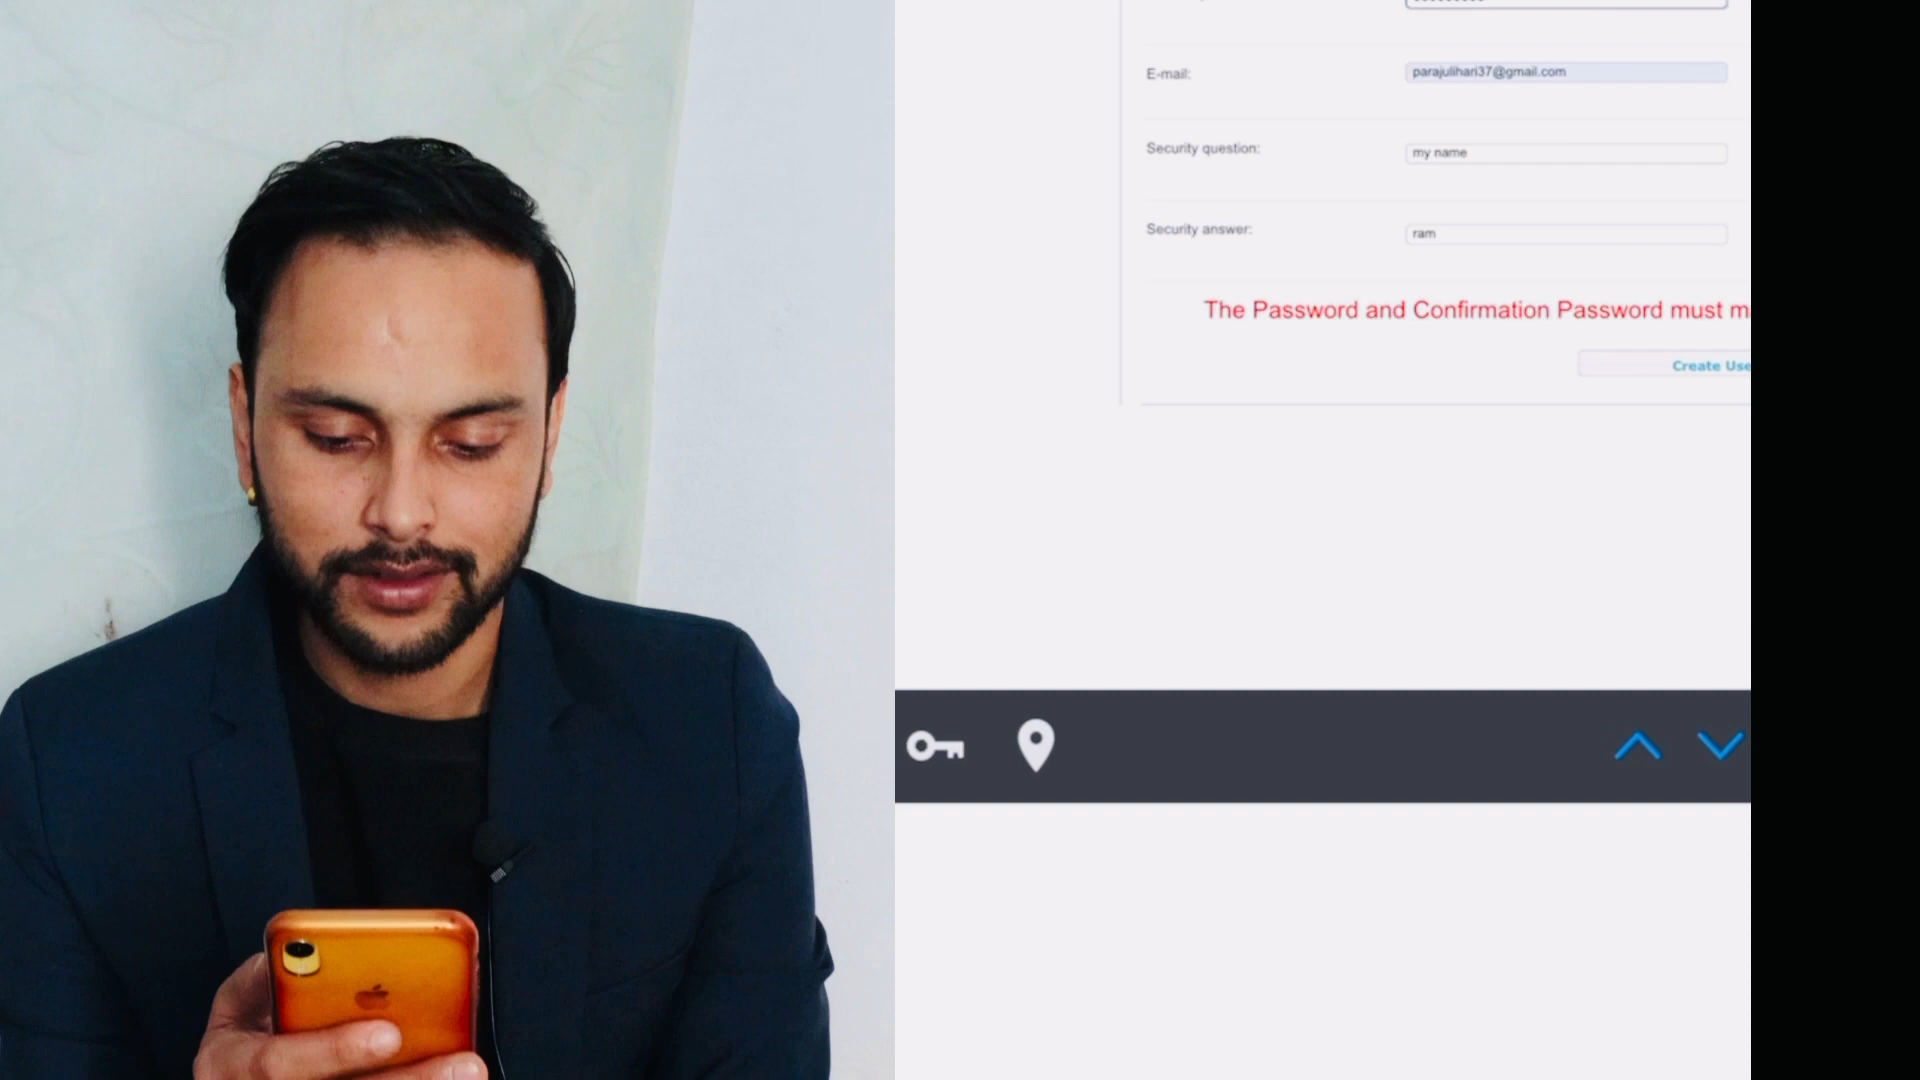 E-mail:
parajulihari37@gmail.com
Security question:
my name
Security answer:
ram
The Password and Confirmation Password must
Create Use